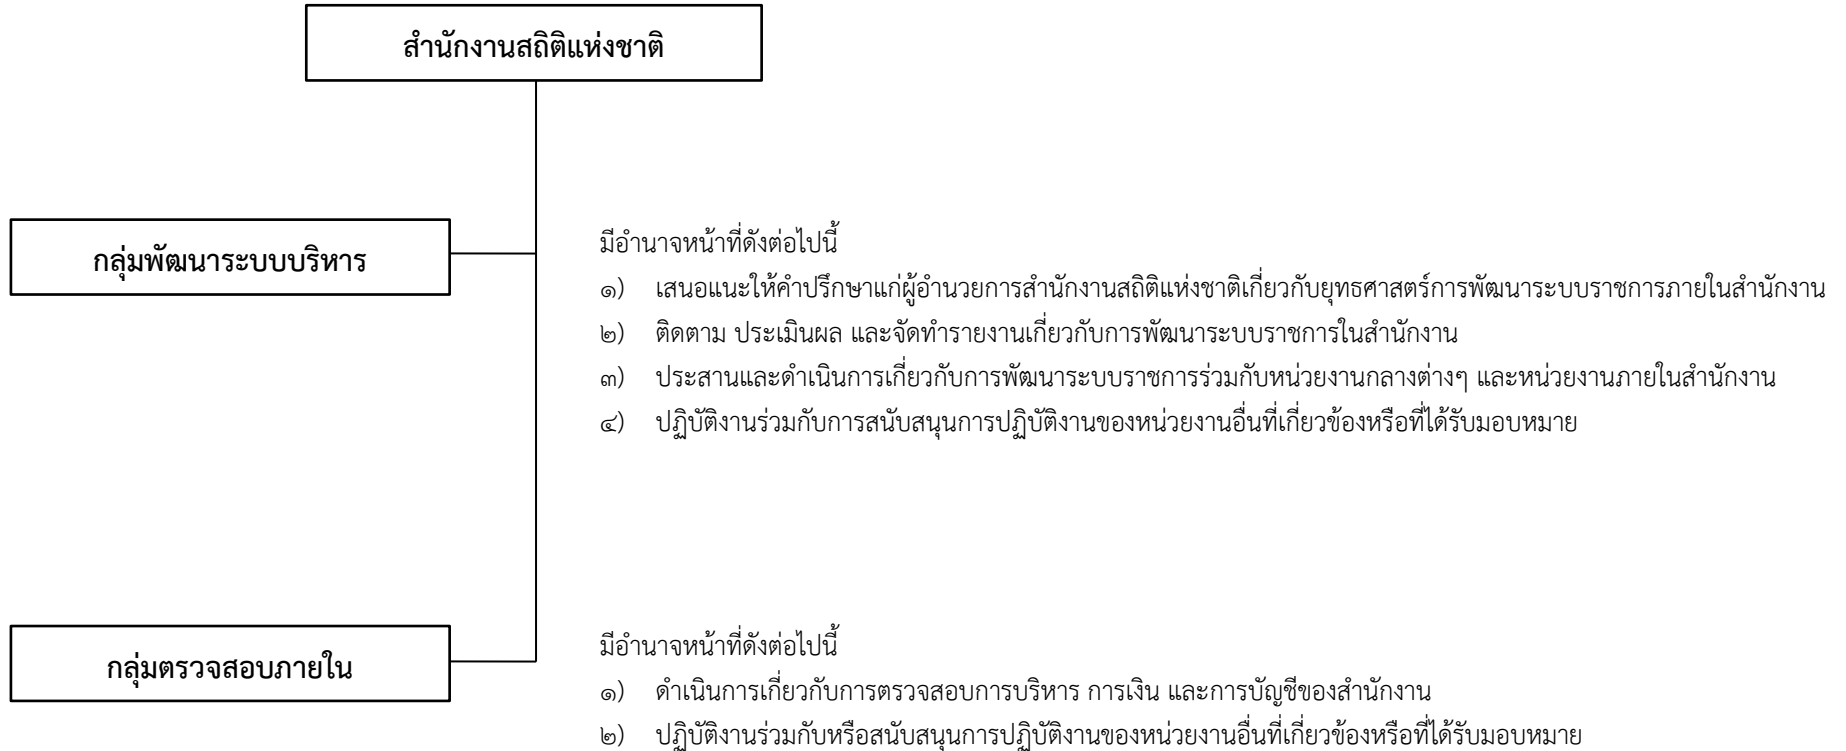 สำนักงานสถิติแห่งชาติ
กลุ่มพัฒนาระบบบริหาร
มีอำนาจหน้าที่ดังต่อไปนี้
๑) เสนอแนะให้คำปรึกษาแก่ผู้อำนวยการสำนักงานสถิติแห่งชาติเกี่ยวกับยุทธศาสตร์การพัฒนาระบบราชการภายในสำนักงาน
๒) ติดตาม ประเมินผล และจัดทำรายงานเกี่ยวกับการพัฒนาระบบราชการในสำนักงาน
๓) ประสานและดำเนินการเกี่ยวกับการพัฒนาระบบราชการร่วมกับหน่วยงานกลางต่างๆ และหน่วยงานภายในสำนักงาน
๔) ปฏิบัติงานร่วมกับการสนับสนุนการปฏิบัติงานของหน่วยงานอื่นที่เกี่ยวข้องหรือที่ได้รับมอบหมาย
กลุ่มตรวจสอบภายใน
มีอำนาจหน้าที่ดังต่อไปนี้
๑) ดำเนินการเกี่ยวกับการตรวจสอบการบริหาร การเงิน และการบัญชีของสำนักงาน
๒) ปฏิบัติงานร่วมกับหรือสนับสนุนการปฏิบัติงานของหน่วยงานอื่นที่เกี่ยวข้องหรือที่ได้รับมอบหมาย